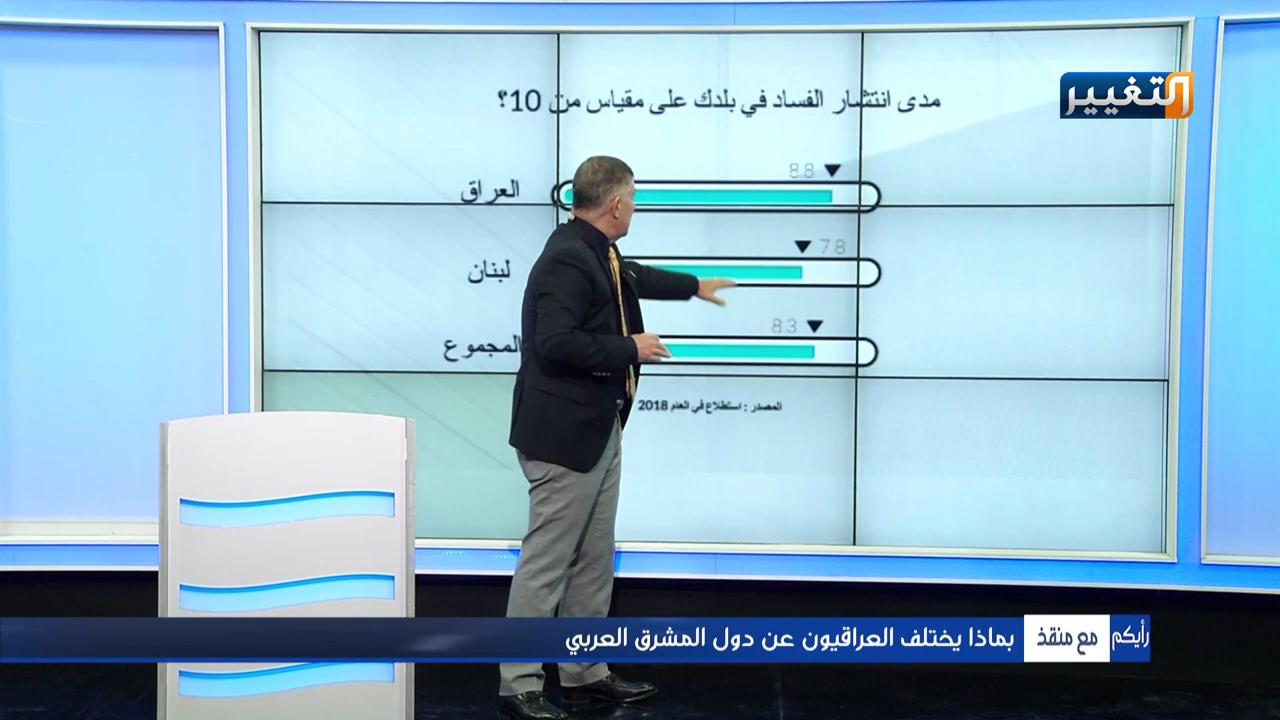 التغيير
مدى انتشار الفساد في بلدك على مقياس من 10؟
8.8
العراق
7.8
لبنان
8.3
المجموع
المصدر : استطلاع في العام 2018
رأيكم مع منقذ بماذا يختلف العراقيون عن دول المشرق العربي